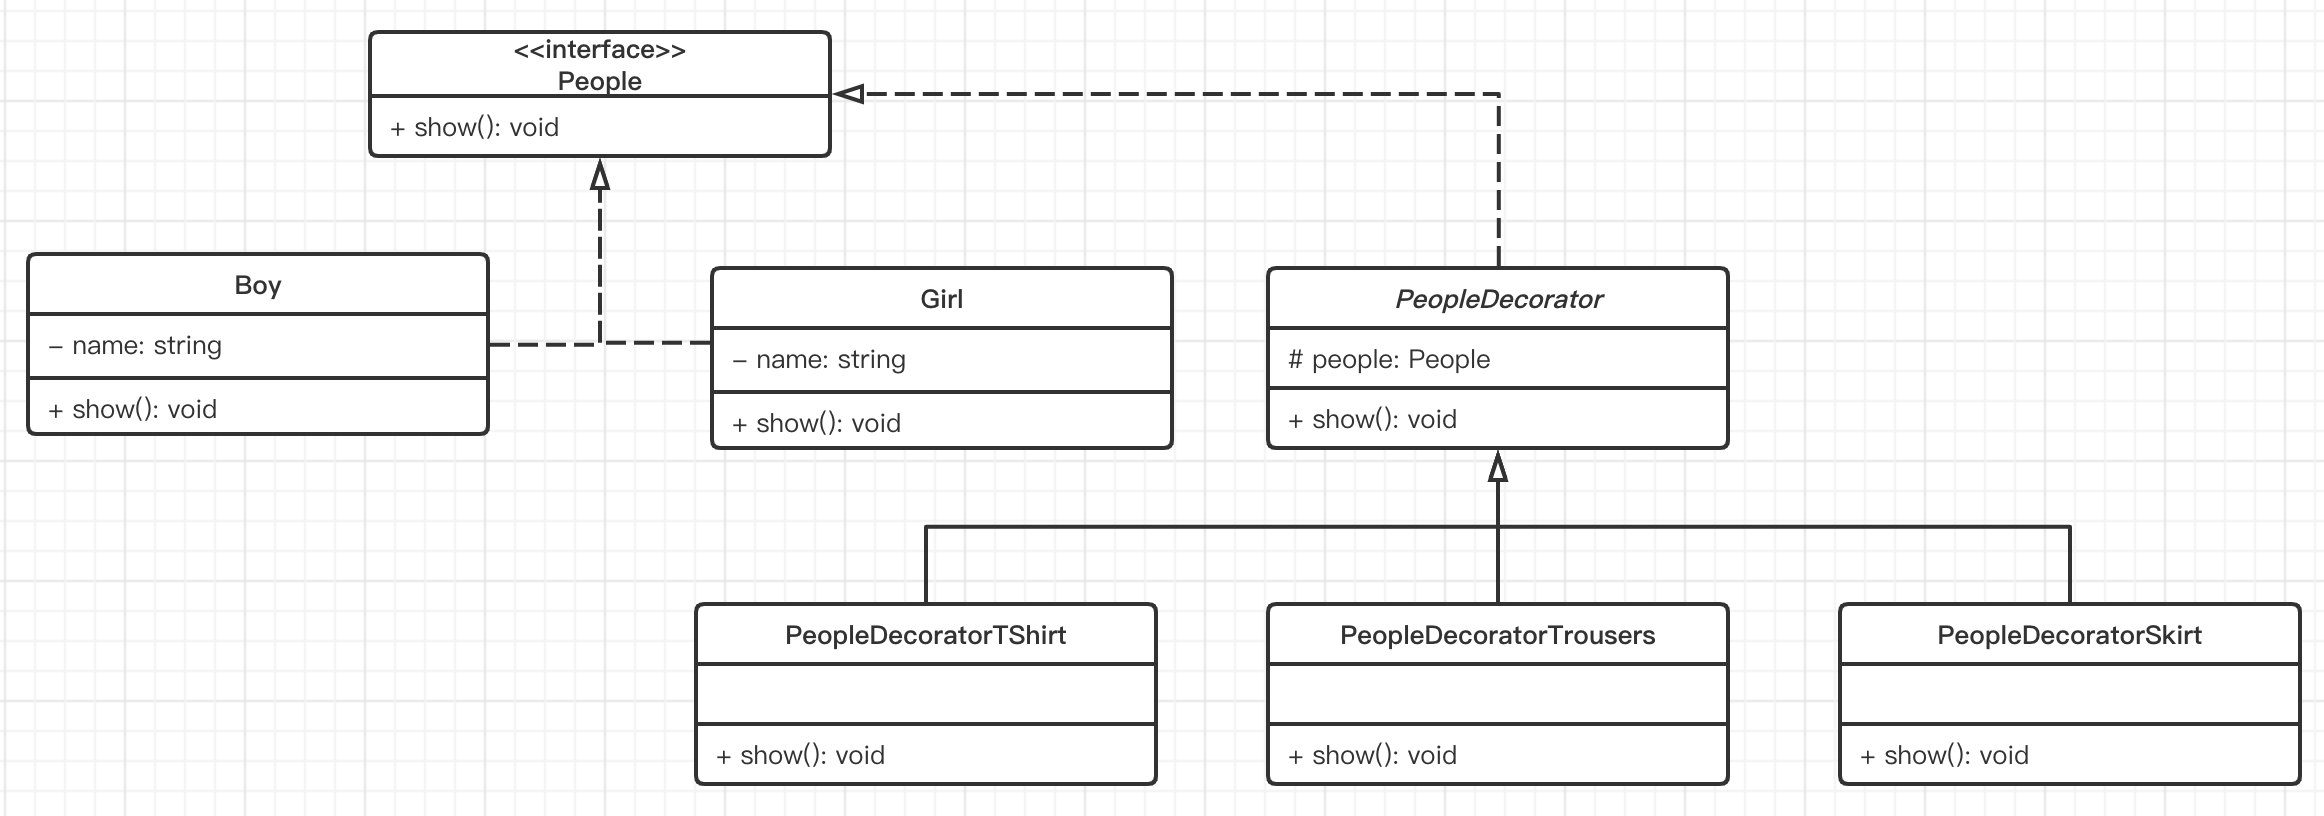 <<interface>>
People
+ show(): void
Boy
– name: string
+ show(): void
Girl
– name: string
+ show(): void
PeopleDecorator
# people: People
+ show(): void
PeopleDecoratorTShirt
+ show(): void
PeopleDecoratorTrousers
+ show(): void
PeopleDecoratorSkirt
+ show(): void